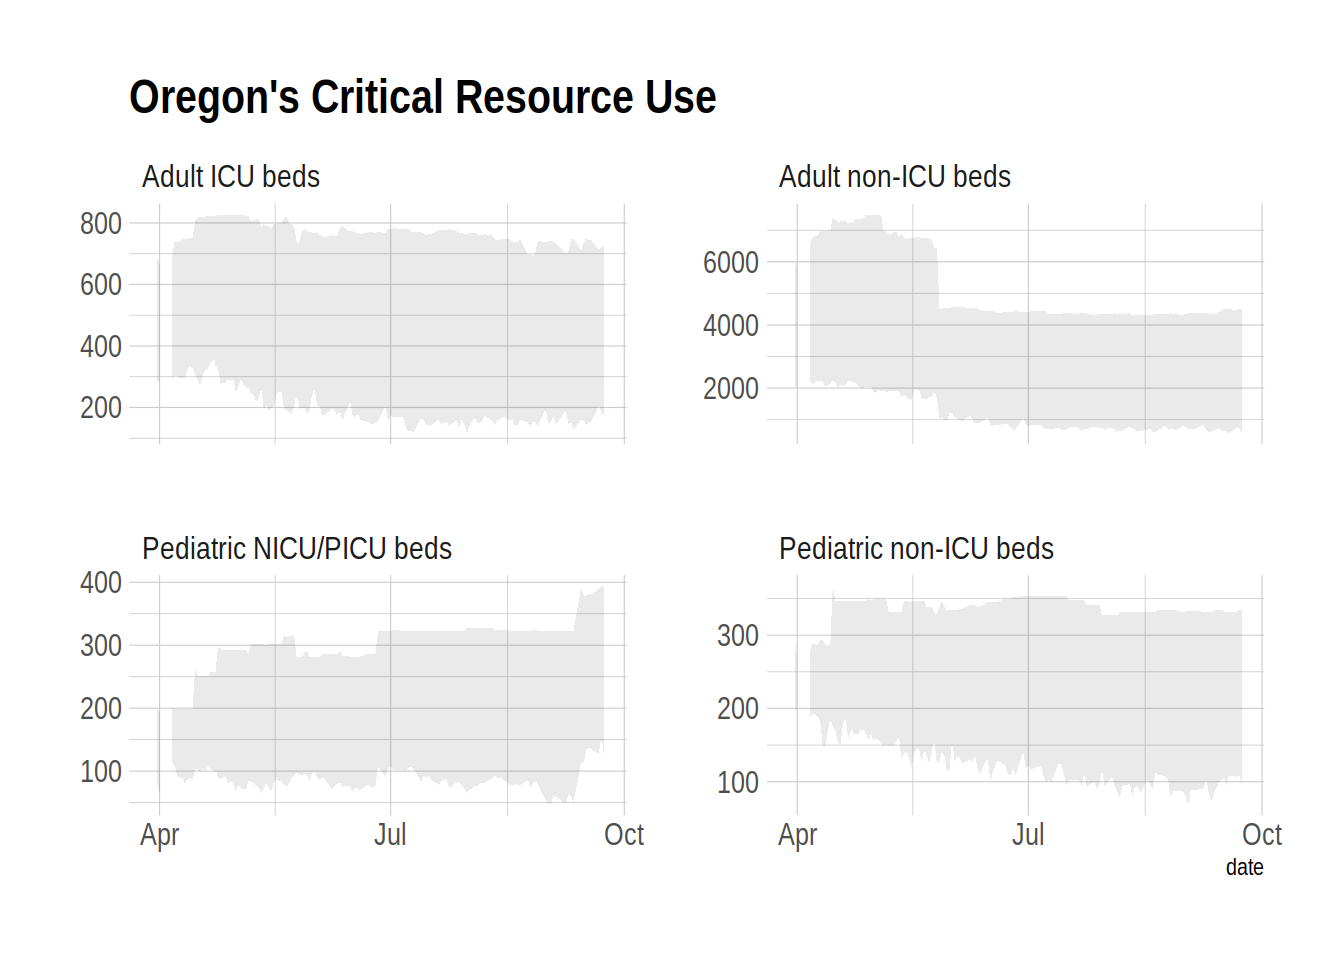 Oregon's Critical Resource Use
Adult ICU beds
800
600
400
200
Adult non-ICU beds
6000
4000
2000
Pediatric NICU/PICU beds
400
300
200
100
Apr Jul Oct
Pediatric non-ICU beds
300
200
100
Apr Jul Oct
date